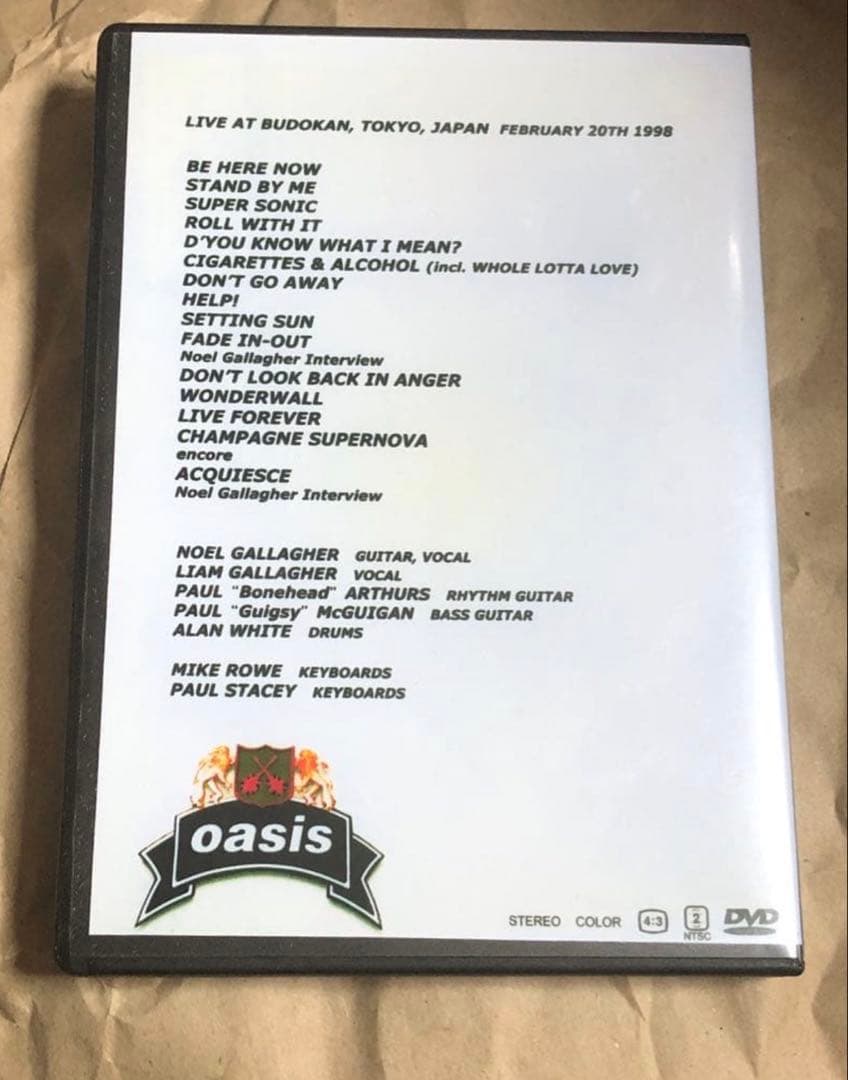 LIVE AT BUDOKAN, TOKYO, JAPAN FEBRUARY 20TH 1998
BE HERE NOW
STAND BY ME
SUPER SONIC
ROLL WITH IT
D'YOU KNOW WHAT I MEAN?
CIGARETTES & ALCOHOL (incl. WHOLE LOTTA LOVE)
DON'T GO AWAY
HELP!
SETTING SUN
FADE IN-OUT
Noel Gallagher Interview
DON'T LOOK BACK IN ANGER
WONDERWALL
LIVE FOREVER
CHAMPAGNE SUPERNOVA
encore
ACQUIESCE
Noel Gallagher Interview
NOEL GALLAGHER GUITAR, VOCAL
LIAM GALLAGHER VOCAL
PAUL "Bonehead" ARTHURS RHYTHM GUITAR
PAUL "Guigsy" McGUIGAN BASS GUITAR
ALAN WHITE DRUMS
MIKE ROWE KEYBOARDS
PAUL STACEY KEYBOARDS
oasis
STEREO COLOR 4:3 2 NTSC DVD